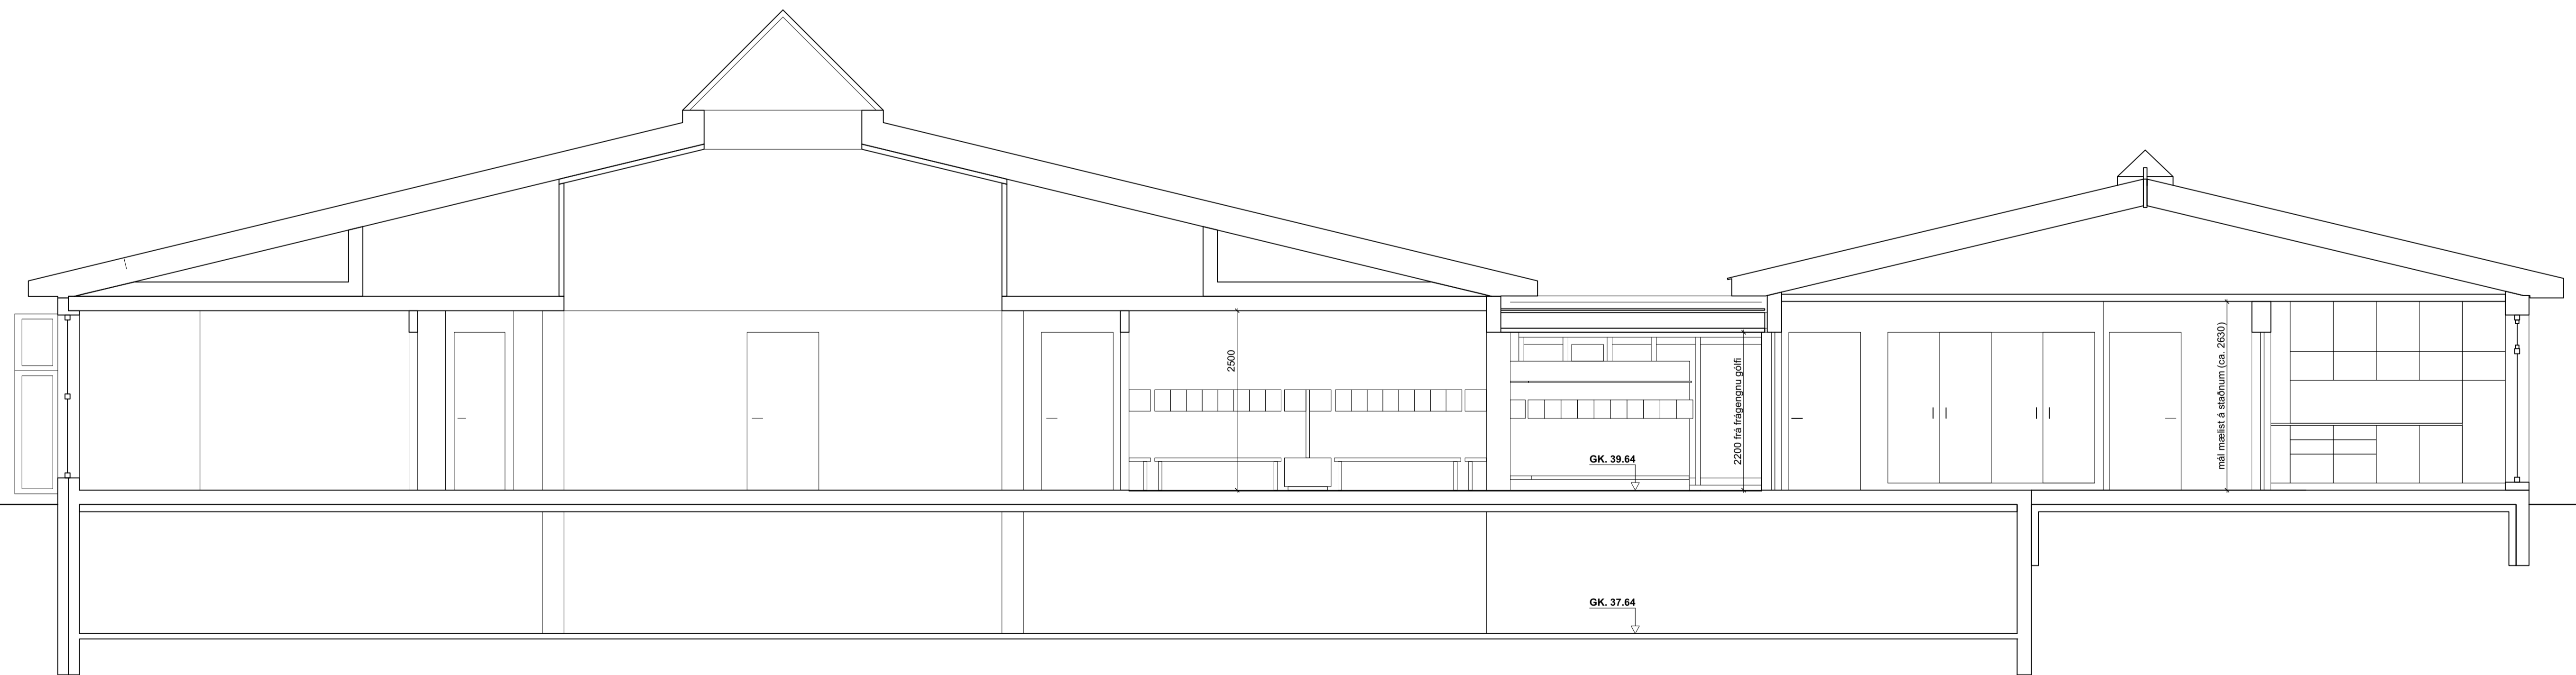 2500
2200 frá frágengnu gólfi
mál mælist á staðnum (ca. 2630)
GK. 39.64
GK. 37.64